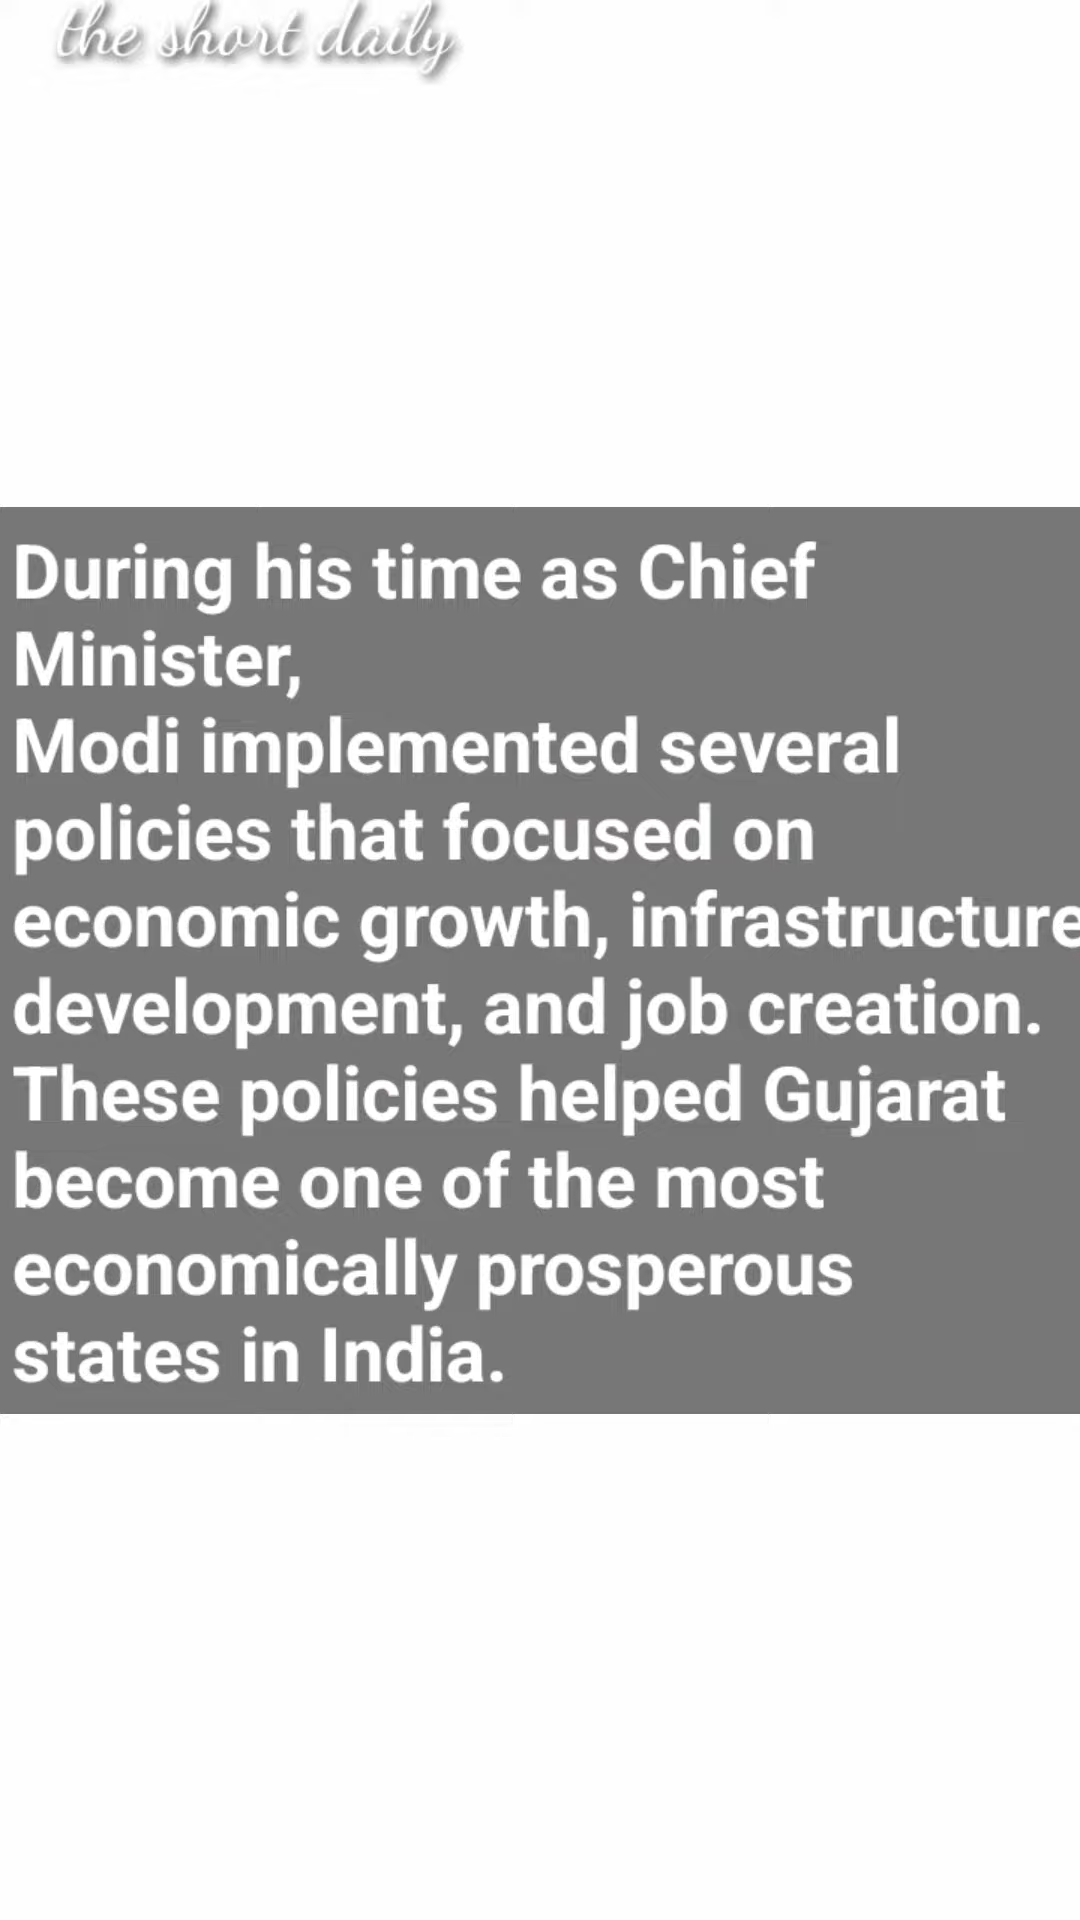 the short daily
During his time as Chief
Minister,
Modi implemented several
policies that focused on
economic growth, infrastructure
development, and job creation.
These policies helped Gujarat
become one of the most
economically prosperous
states in India.